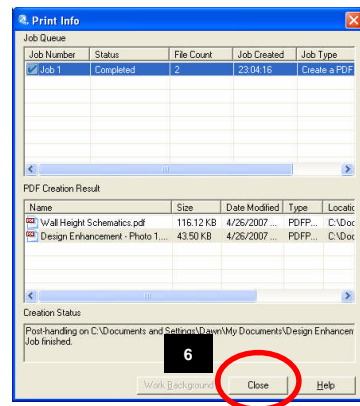 Print Info
Job Queue
Job Number Status File Count Job Created Job Type
Job 1 Completed 2 23:04:16 Create a PDF
PDF Creation Result
Name Size Date Modified Type Locatic
Wall Height Schematics.pdf 116.12 KB 4/26/2007 ... PDFP... C:\Doc
Design Enhancement - Photo 1.... 43.50 KB 4/26/2007 ... PDFP... C:\Doc
Creation Status
Post-handling on C:\Documents and Settings\Dawn\My Documents\Design Enhancen
Job finished.
6
Work Background Close Help